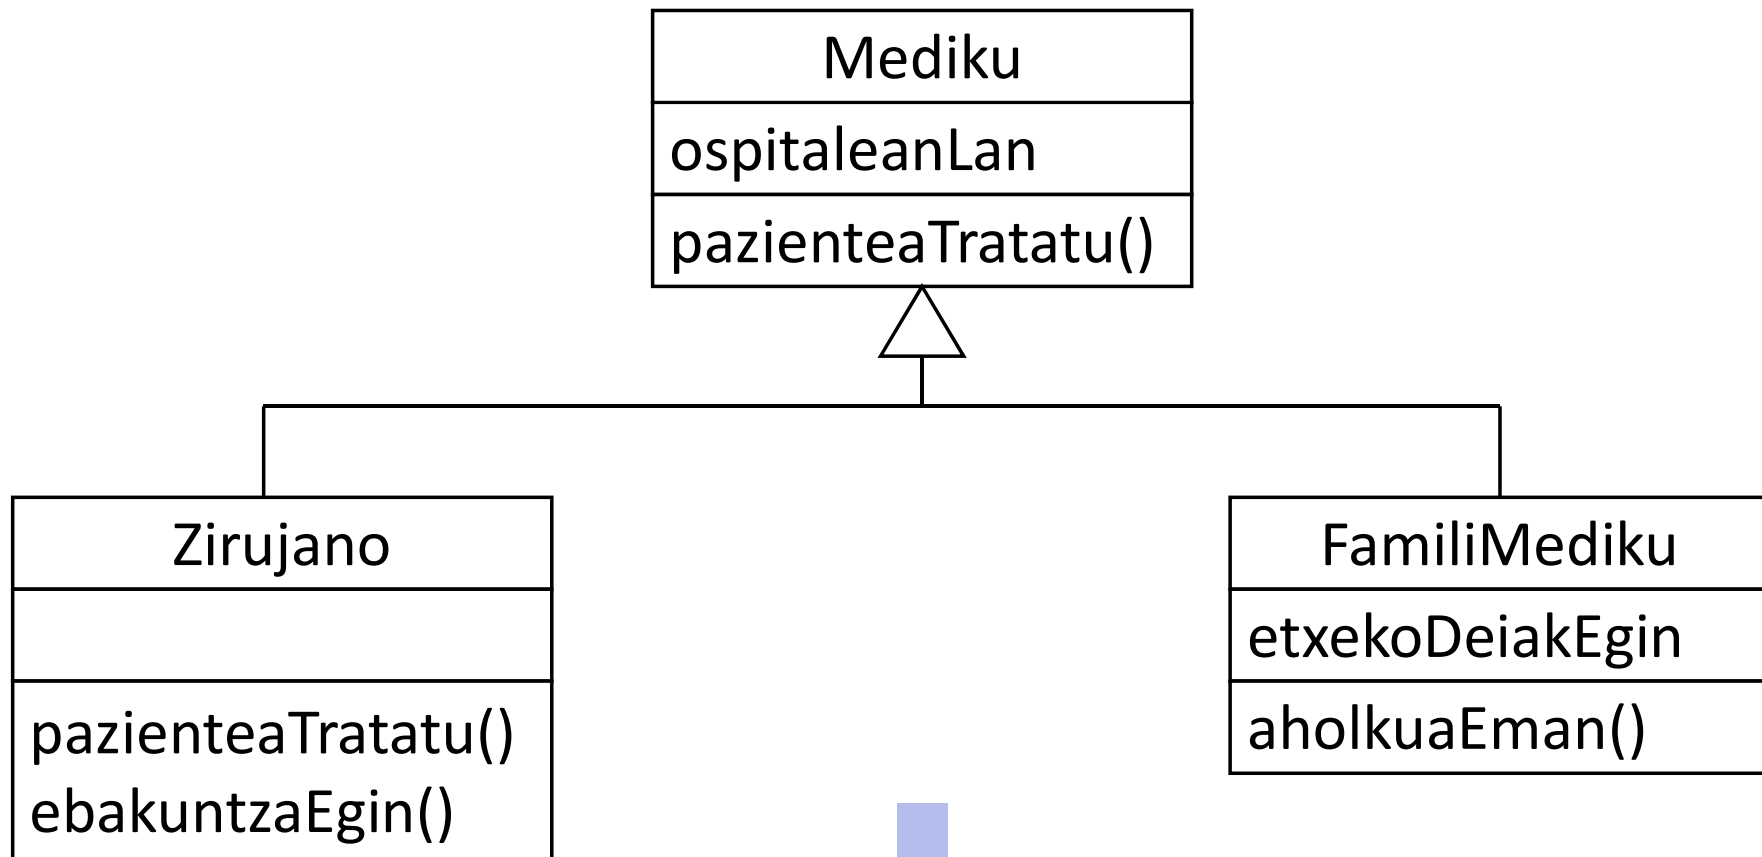 Mediku
ospitaleanLan
pazienteaTratatu()
Zirujano
pazienteaTratatu()
ebakuntzaEgin()
FamiliMediku
etxekoDeiakEgin
aholkuaEman()